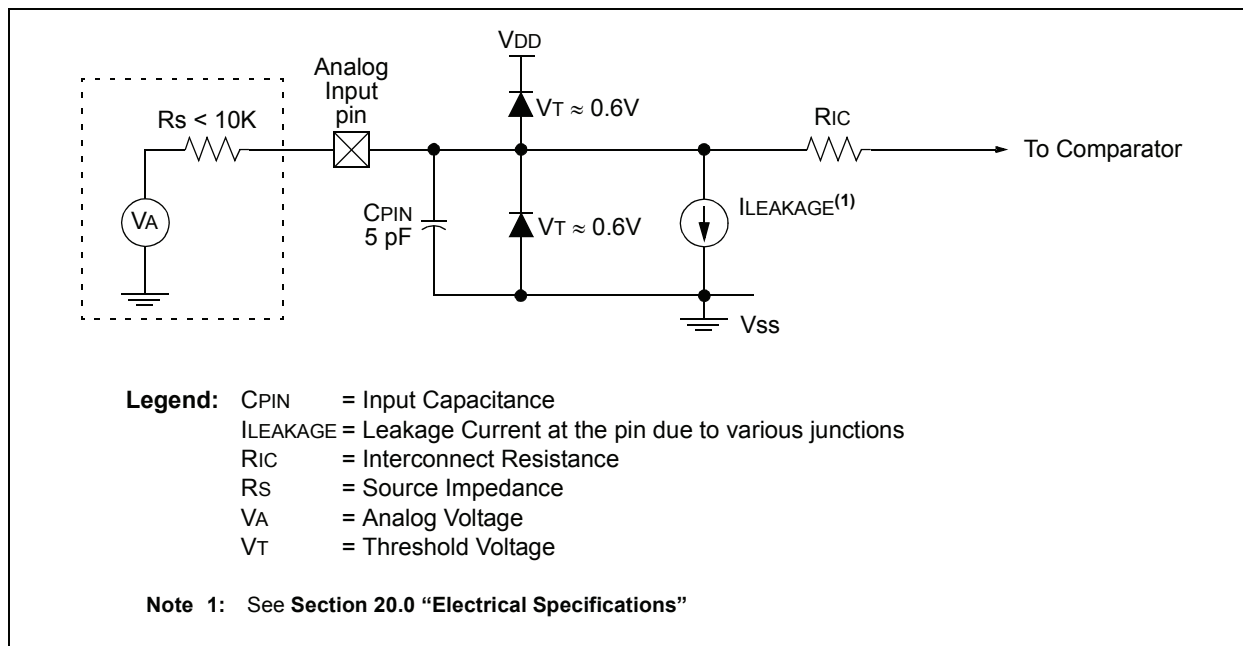 VDD
Analog
Input
pin
Rs < 10K
VT ≈ 0.6V
RIC
To Comparator
VA
CPIN
5 pF
VT ≈ 0.6V
ILEAKAGE(1)
Vss
Legend: CPIN = Input Capacitance
ILEAKAGE = Leakage Current at the pin due to various junctions
RIC = Interconnect Resistance
RS = Source Impedance
VA = Analog Voltage
VT = Threshold Voltage
Note 1: See Section 20.0 “Electrical Specifications”